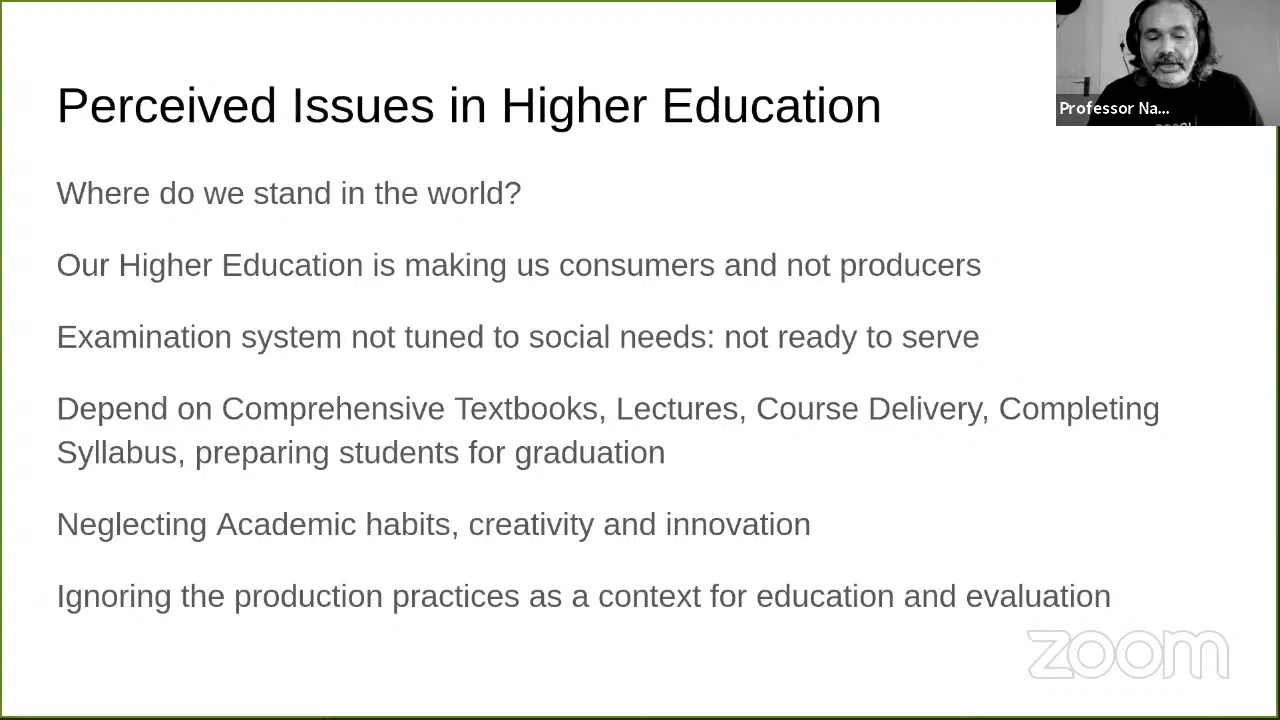 Perceived Issues in Higher Education
Professor Na...
Where do we stand in the world?
Our Higher Education is making us consumers and not producers
Examination system not tuned to social needs: not ready to serve
Depend on Comprehensive Textbooks, Lectures, Course Delivery, Completing
Syllabus, preparing students for graduation
Neglecting Academic habits, creativity and innovation
Ignoring the production practices as a context for education and evaluation
zoom